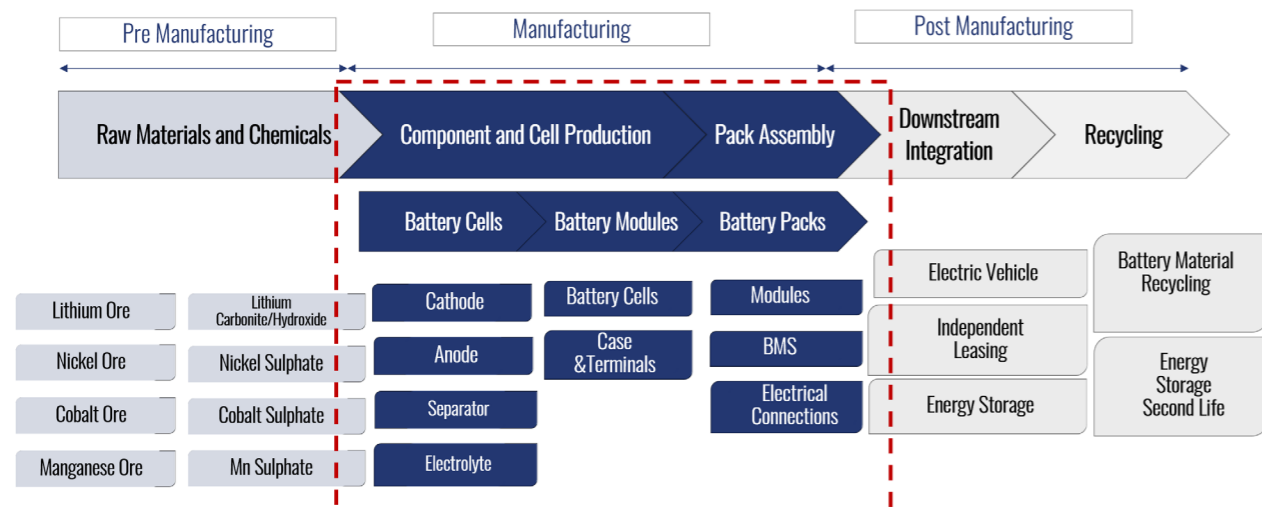 Pre Manufacturing
Manufacturing
Post Manufacturing
Raw Materials and Chemicals
Component and Cell Production
Pack Assembly
Downstream
Integration
Recycling
Battery Cells
Battery Modules
Battery Packs
Lithium Ore
Nickel Ore
Cobalt Ore
Manganese Ore
Lithium
Carbonite/Hydroxide
Nickel Sulphate
Cobalt Sulphate
Mn Sulphate
Cathode
Anode
Separator
Electrolyte
Battery Cells
Case
&Terminals
Modules
BMS
Electrical
Connections
Electric Vehicle
Independent
Leasing
Energy Storage
Battery Material
Recycling
Energy
Storage
Second Life